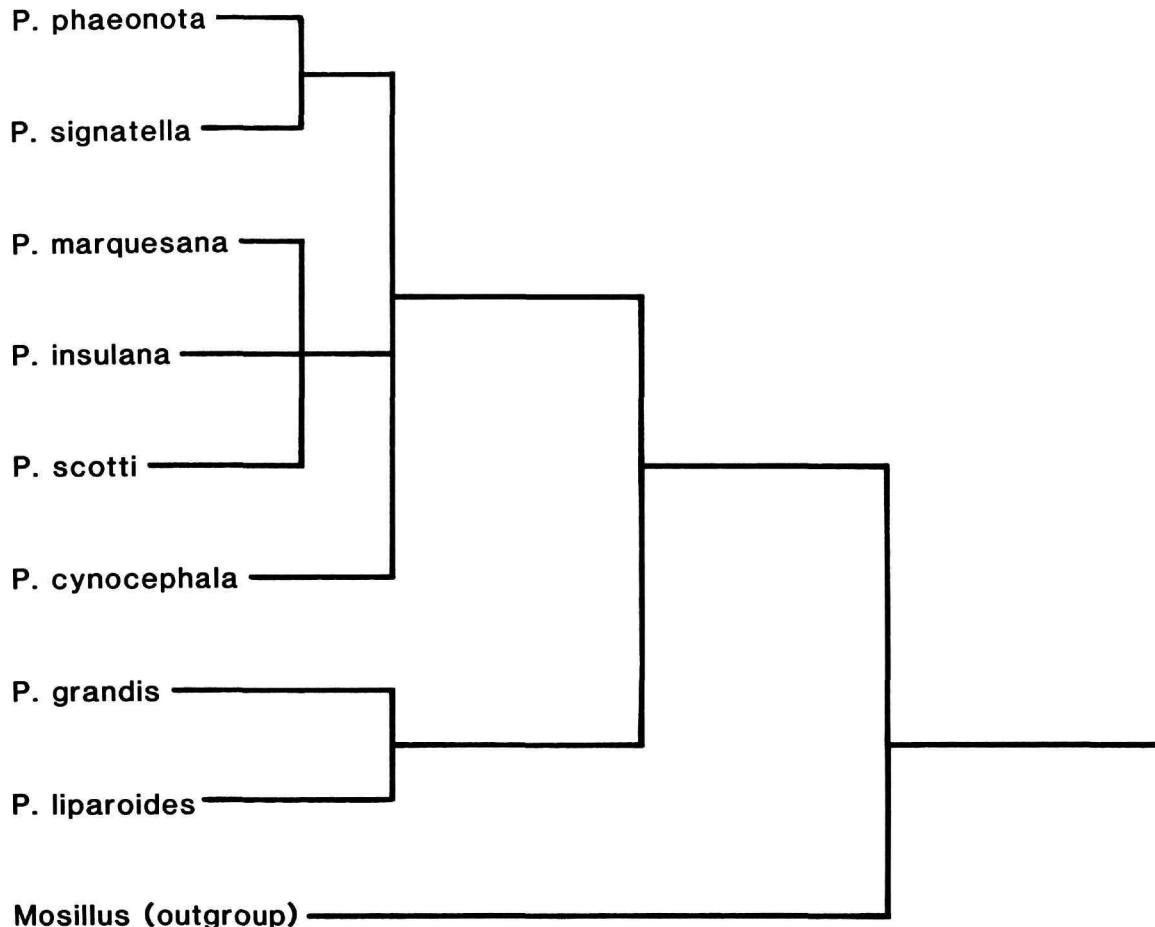 P. phaeonota
P. signatella
P. marquesana
P. insulana
P. scotti
P. cynocephala
P. grandis
P. liparoides
Mosillus (outgroup)